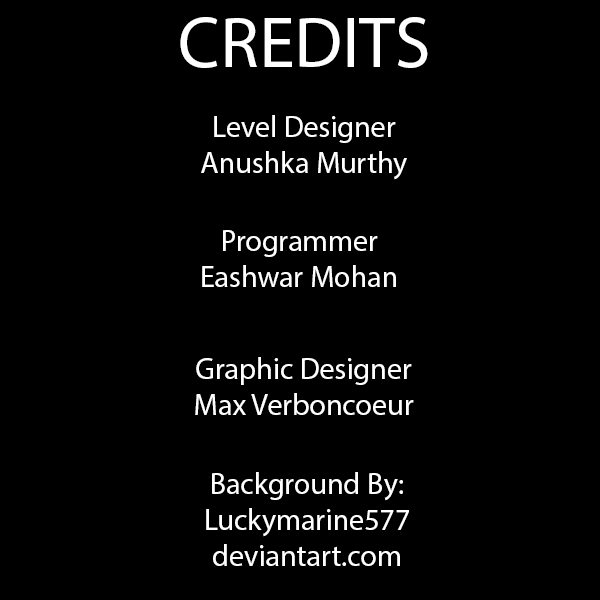 CREDITS
Level Designer
Anushka Murthy
Programmer
Eashwar Mohan
Graphic Designer
Max Verboncoeur
Background By:
Luckymarine577
deviantart.com